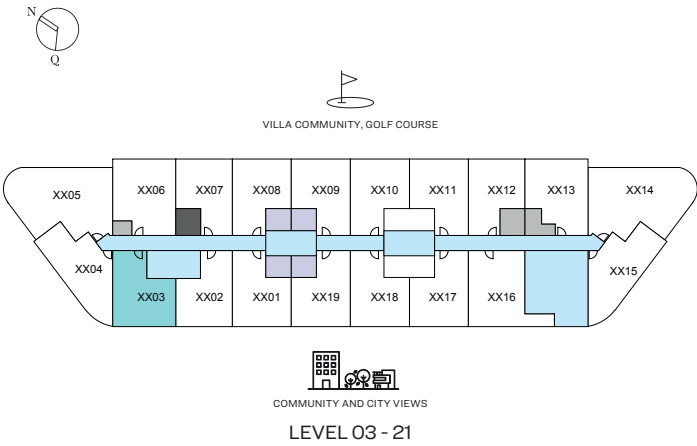 N
Q
VILLA COMMUNITY, GOLF COURSE
XX05 XX06 XX07 XX08 XX09 XX10 XX11 XX12 XX13 XX14
XX04 XX03 XX02 XX01 XX19 XX18 XX17 XX16 XX15
COMMUNITY AND CITY VIEWS
LEVEL 03 - 21